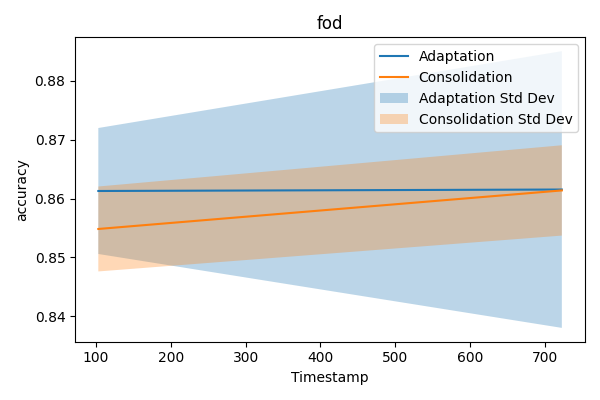 fod
Adaptation
Consolidation
Adaptation Std Dev
Consolidation Std Dev
accuracy
0.88
0.87
0.86
0.85
0.84
100 200 300 400 500 600 700
Timestamp